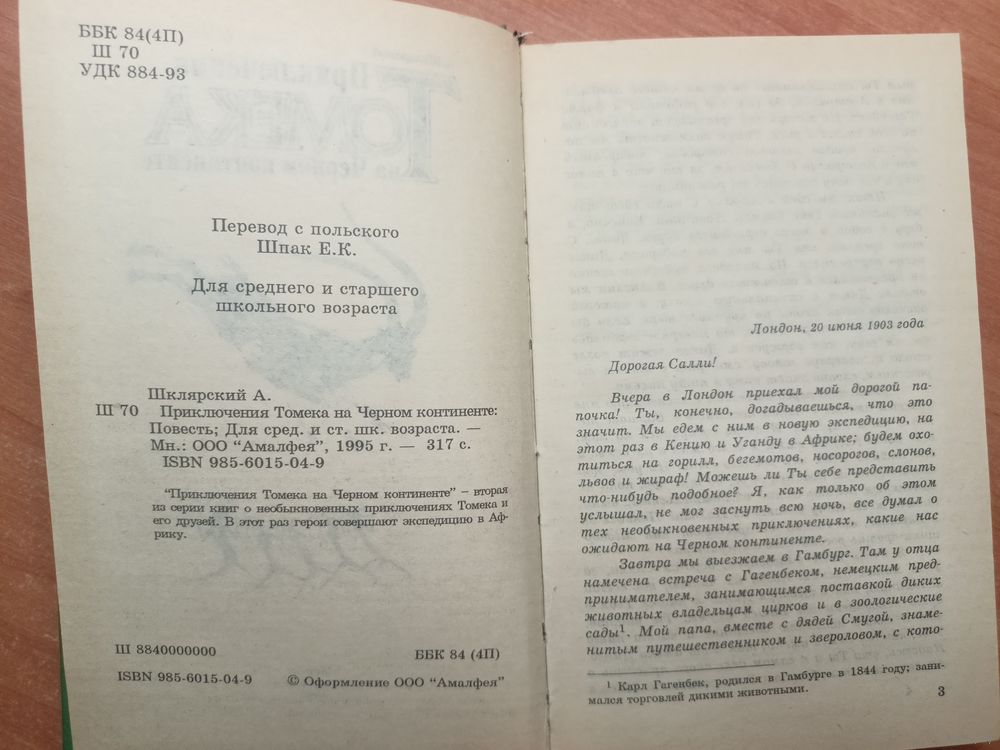 ББК 84(4П)
Ш 70
УДК 884-93
Перевод с польского
Шпак Е.К.
Для среднего и старшего
школьного возраста
Шклярский А.
Ш 70 Приключения Томека на Черном континенте:
Повесть; Для сред. и ст. шк. возраста. —
Мн.: ООО "Амалфея", 1995 г. — 317 с.
ISBN 985-6015-04-9
"Приключения Томека на Черном континенте" – вторая
из серии книг о необыкновенных приключениях Томека и
его друзей. В этот раз герои совершают экспедицию в Аф-
рику.
Ш 8840000000
ББК 84 (4П)
ISBN 985-6015-04-9
© Оформление ООО "Амалфея"
Лондон, 20 июня 1903 года
Дорогая Салли!
Вчера в Лондон приехал мой дорогой па-
почка! Ты, конечно, догадываешься, что это
значит. Мы едем с ним в новую экспедицию, на
этот раз в Кению и Уганду в Африке; будем охо-
титься на горилл, бегемотов, носорогов, слонов,
львов и жираф! Можешь ли Ты себе представить
что-нибудь подобное? Я, как только об этом
услышал, не мог заснуть всю ночь, все думал о
тех необыкновенных приключениях, какие нас
ожидают на Черном континенте.
Завтра мы выезжаем в Гамбург. Там у отца
намечена встреча с Гагенбеком, немецким пред-
принимателем, занимающимся поставкой диких
животных владельцам цирков и в зоологические
сады¹. Мой папа, вместе с дядей Смугой, знаме-
нитым путешественником и звероловом, с кото-
¹ Карл Гагенбек, родился в Гамбурге в 1844 году; зани-
мался торговлей дикими животными.
3